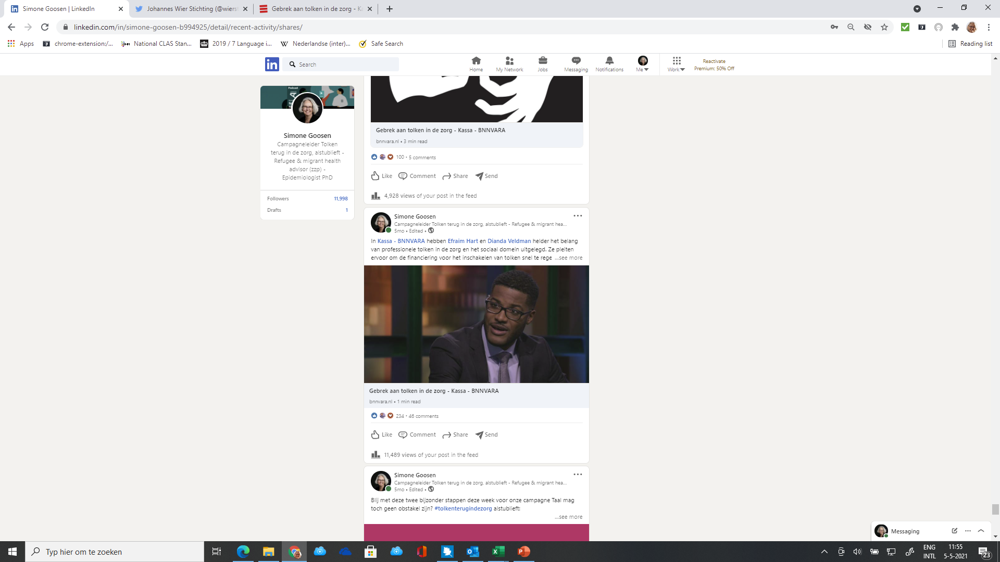 Simone Goosen | LinkedIn
Johannes Wier Stichting (@wierst
Gebrek aan tolken in de zorg - K
linkedin.com/in/simone-goosen-b994925/detail/recent-activity/shares/
Apps
chrome-extension:/...
National CLAS Stan...
2019 / 7 Language i...
Nederlandse (inter)...
Safe Search
Reading list
in
Search
Home
My Network
Jobs
Messaging
Notifications
Me
Work
Reactivate
Premium: 50% Off
Podcast
Simone Goosen
Campagneleider Tolken
terug in de zorg, alstublieft -
Refugee & migrant health
advisor (zzp) -
Epidemiologist PhD
Followers 11,998
Drafts 1
Gebrek aan tolken in de zorg - Kassa - BNNVARA
bnnvara.nl • 3 min read
100 • 5 comments
Like Comment Share Send
4,928 views of your post in the feed
Simone Goosen
Campagneleider Tolken terug in de zorg, alstublieft - Refugee & migrant hea...
5mo • Edited •
In Kassa - BNNVARA hebben Efraim Hart en Dianda Veldman helder het belang
van professionele tolken in de zorg en het sociaal domein uitgelegd. Ze pleiten
ervoor om de financiering voor het inschakelen van tolken snel te rege ...see more
Gebrek aan tolken in de zorg - Kassa - BNNVARA
bnnvara.nl • 1 min read
234 • 46 comments
Like Comment Share Send
11,489 views of your post in the feed
Simone Goosen
Campagneleider Tolken terug in de zorg, alstublieft - Refugee & migrant hea...
5mo • Edited •
Blij met deze twee bijzonder stappen deze week voor onze campagne Taal mag
toch geen obstakel zijn? #tolkenterugindezorg alstublieft:
...see more
Messaging
Typ hier om te zoeken
ENG
INTL
11:55
5-5-2021
23